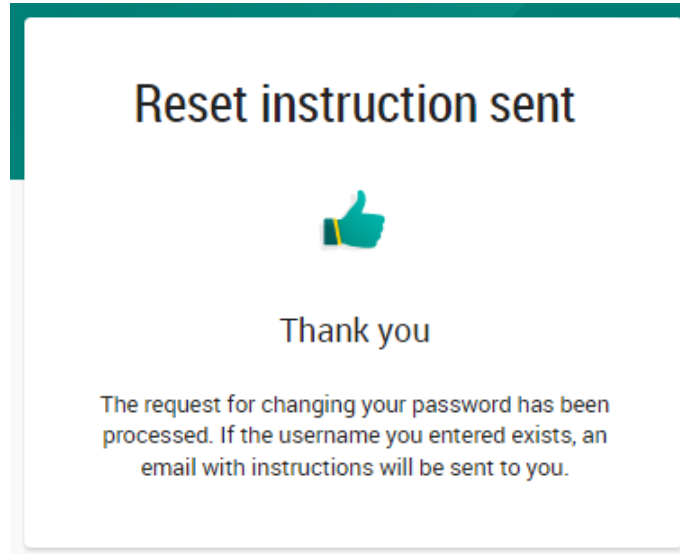 Reset instruction sent
Thank you
The request for changing your password has been
processed. If the username you entered exists, an
email with instructions will be sent to you.